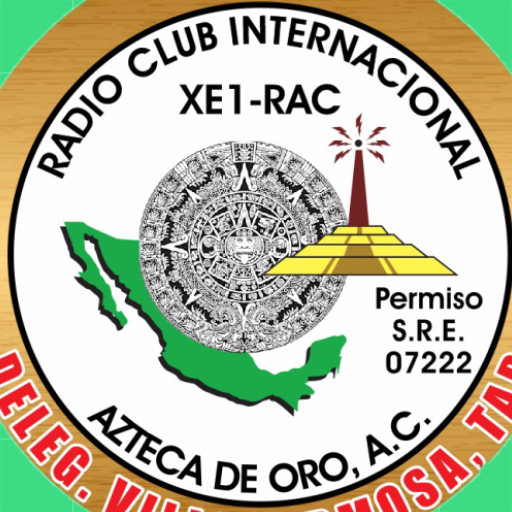 RADIO CLUB INTERNACIONAL
XE1-RAC
Permiso
S.R.E.
07222
AZTECA DE ORO, A.C.
DELEG.